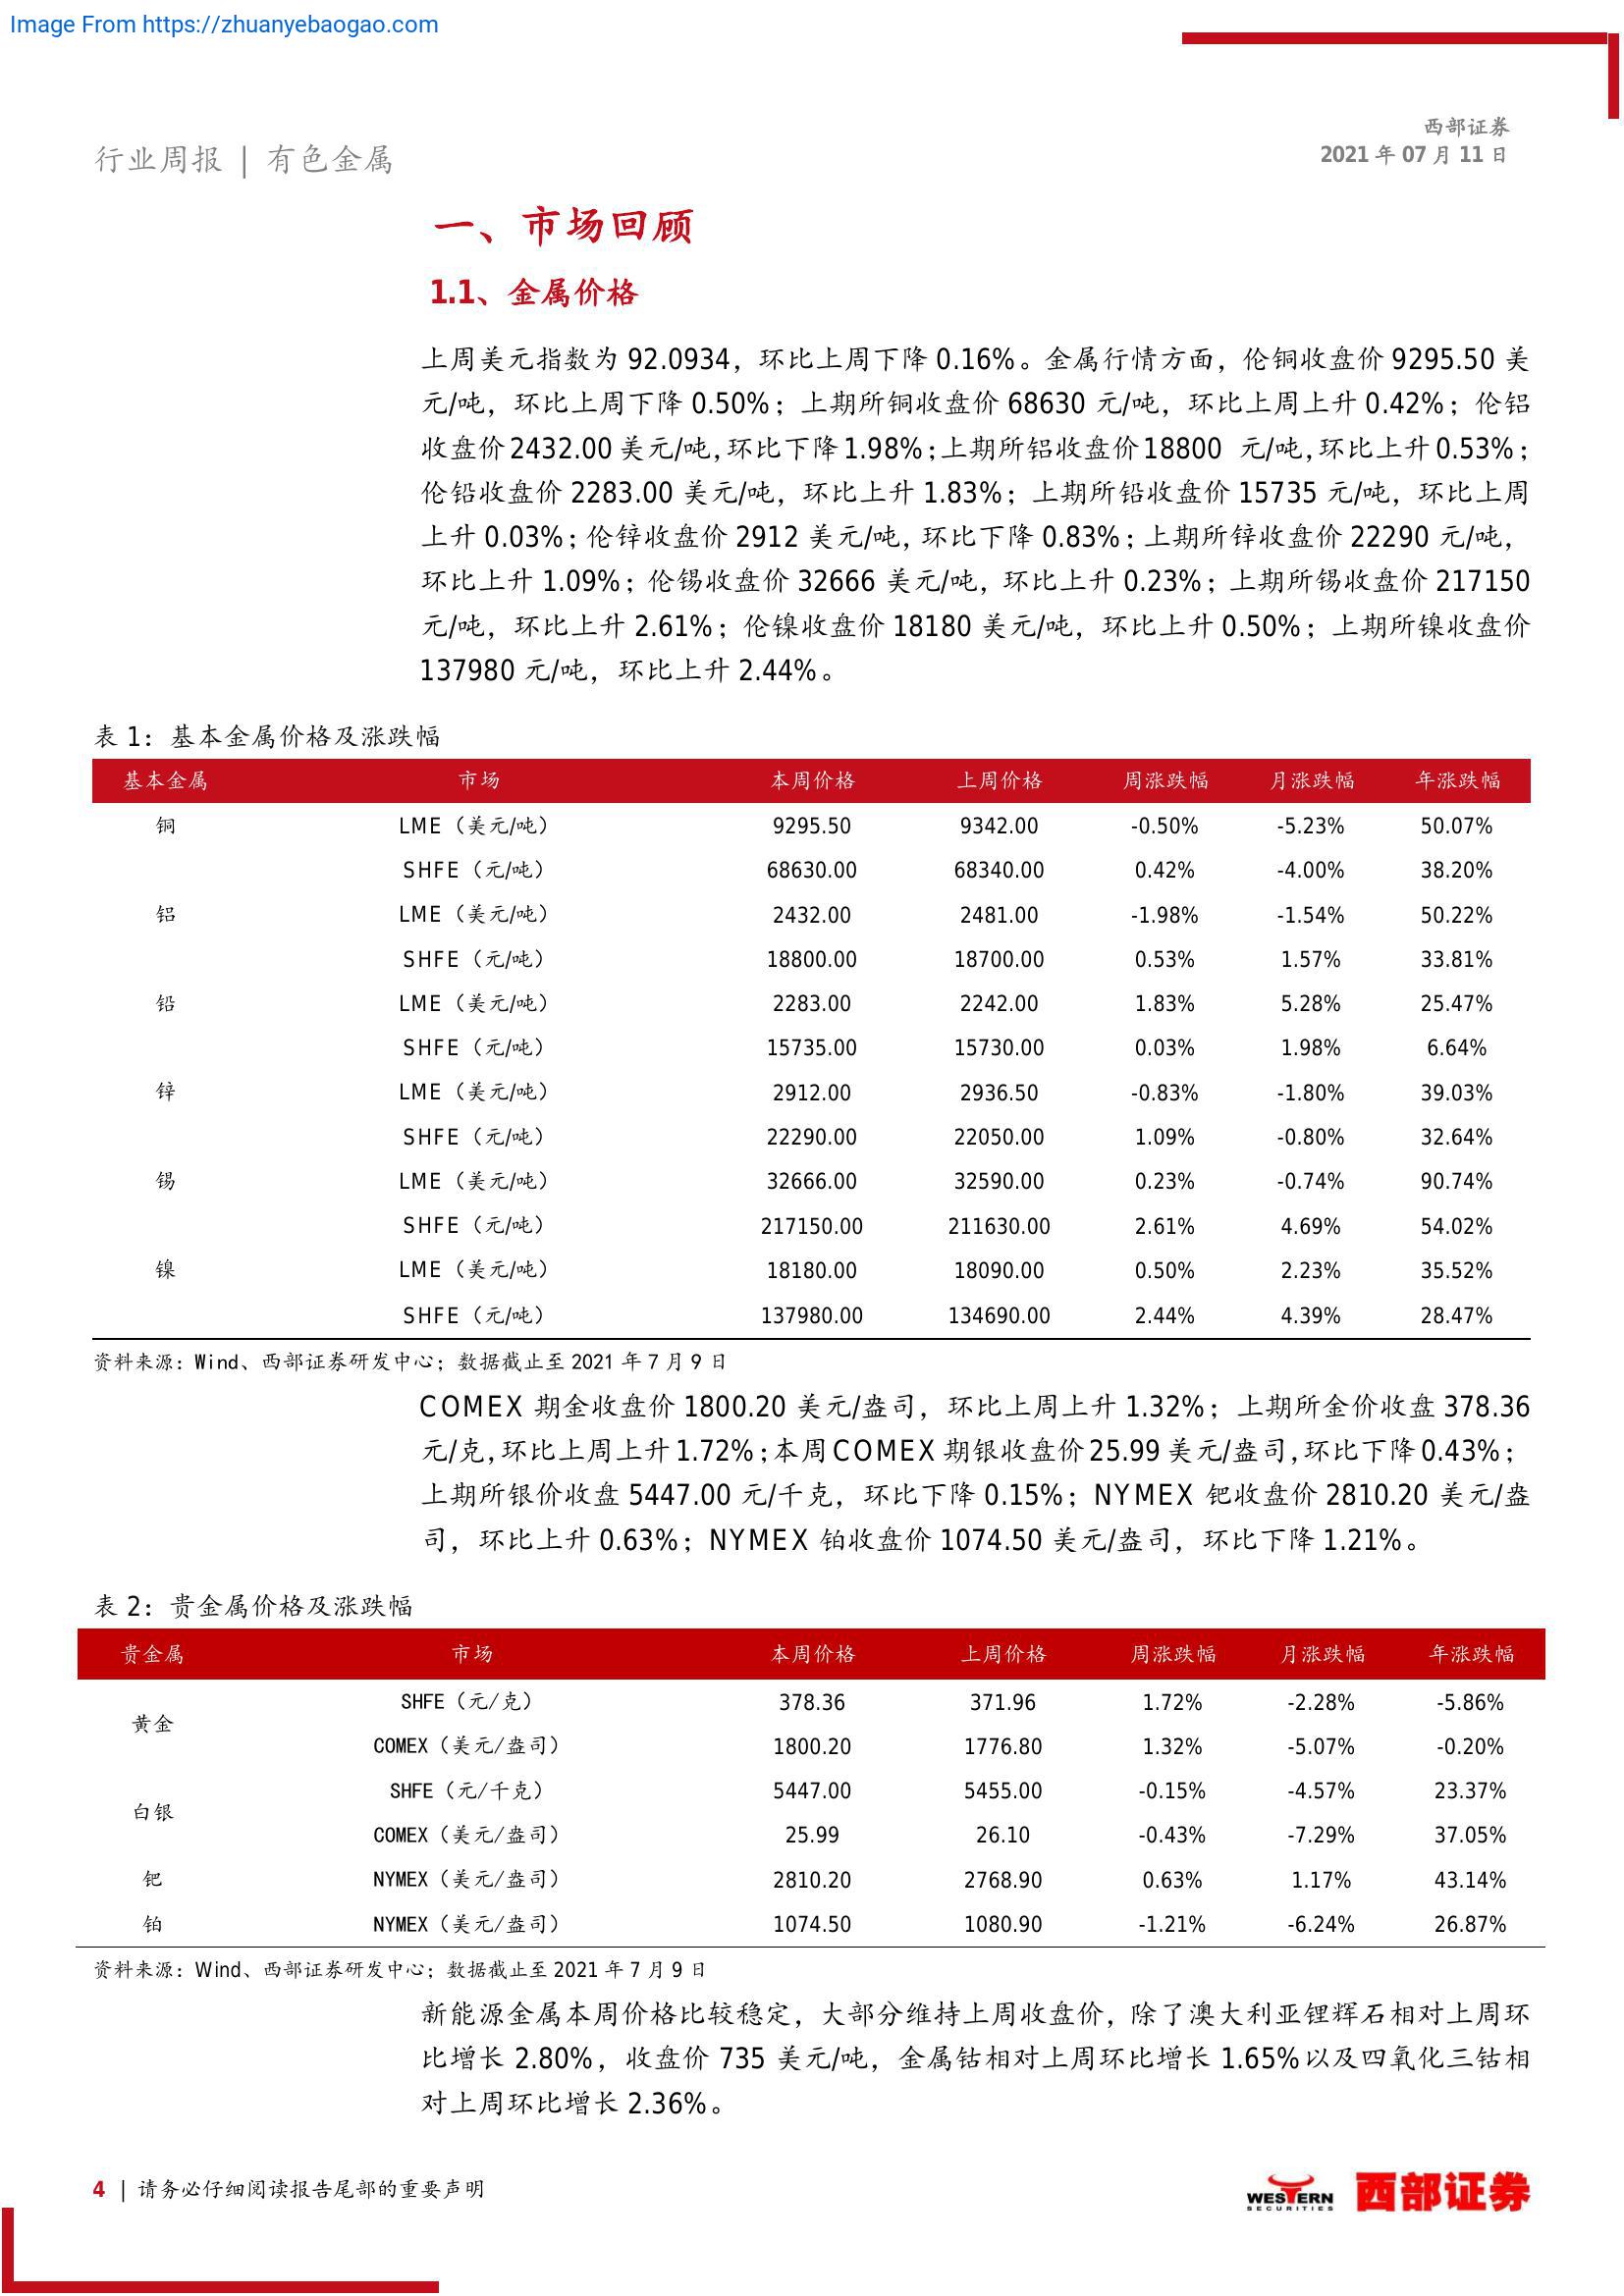 Image From https://zhuanyebaogao.com
西部证券
2021 年 07 月 11 日
行业周报 | 有色金属
一、市场回顾
1.1、金属价格
上周美元指数为 92.0934，环比上周下降 0.16%。金属行情方面，伦铜收盘价 9295.50 美
元/吨，环比上周下降 0.50%；上期所铜收盘价 68630 元/吨，环比上周上升 0.42%；伦铝
收盘价 2432.00 美元/吨，环比下降 1.98%；上期所铝收盘价 18800 元/吨，环比上升 0.53%；
伦铅收盘价 2283.00 美元/吨，环比上升 1.83%；上期所铅收盘价 15735 元/吨，环比上周
上升 0.03%；伦锌收盘价 2912 美元/吨，环比下降 0.83%；上期所锌收盘价 22290 元/吨，
环比上升 1.09%；伦锡收盘价 32666 美元/吨，环比上升 0.23%；上期所锡收盘价 217150
元/吨，环比上升 2.61%；伦镍收盘价 18180 美元/吨，环比上升 0.50%；上期所镍收盘价
137980 元/吨，环比上升 2.44%。
表 1：基本金属价格及涨跌幅
基本金属 市场 本周价格 上周价格 周涨跌幅 月涨跌幅 年涨跌幅
铜 LME（美元/吨） 9295.50 9342.00 -0.50% -5.23% 50.07%
SHFE（元/吨） 68630.00 68340.00 0.42% -4.00% 38.20%
铝 LME（美元/吨） 2432.00 2481.00 -1.98% -1.54% 50.22%
SHFE（元/吨） 18800.00 18700.00 0.53% 1.57% 33.81%
铅 LME（美元/吨） 2283.00 2242.00 1.83% 5.28% 25.47%
SHFE（元/吨） 15735.00 15730.00 0.03% 1.98% 6.64%
锌 LME（美元/吨） 2912.00 2936.50 -0.83% -1.80% 39.03%
SHFE（元/吨） 22290.00 22050.00 1.09% -0.80% 32.64%
锡 LME（美元/吨） 32666.00 32590.00 0.23% -0.74% 90.74%
SHFE（元/吨） 217150.00 211630.00 2.61% 4.69% 54.02%
镍 LME（美元/吨） 18180.00 18090.00 0.50% 2.23% 35.52%
SHFE（元/吨） 137980.00 134690.00 2.44% 4.39% 28.47%
资料来源：Wind、西部证券研发中心；数据截止至 2021 年 7 月 9 日
COMEX 期金收盘价 1800.20 美元/盎司，环比上周上升 1.32%；上期所金价收盘 378.36
元/克，环比上周上升 1.72%；本周 COMEX 期银收盘价 25.99 美元/盎司，环比下降 0.43%；
上期所银价收盘 5447.00 元/千克，环比下降 0.15%；NYMEX 钯收盘价 2810.20 美元/盎
司，环比上升 0.63%；NYMEX 铂收盘价 1074.50 美元/盎司，环比下降 1.21%。
表 2：贵金属价格及涨跌幅
贵金属 市场 本周价格 上周价格 周涨跌幅 月涨跌幅 年涨跌幅
黄金 SHFE（元/克） 378.36 371.96 1.72% -2.28% -5.86%
COMEX（美元/盎司） 1800.20 1776.80 1.32% -5.07% -0.20%
白银 SHFE（元/千克） 5447.00 5455.00 -0.15% -4.57% 23.37%
COMEX（美元/盎司） 25.99 26.10 -0.43% -7.29% 37.05%
钯 NYMEX（美元/盎司） 2810.20 2768.90 0.63% 1.17% 43.14%
铂 NYMEX（美元/盎司） 1074.50 1080.90 -1.21% -6.24% 26.87%
资料来源：Wind、西部证券研发中心；数据截止至 2021 年 7 月 9 日
新能源金属本周价格比较稳定，大部分维持上周收盘价，除了澳大利亚锂辉石相对上周环
比增长 2.80%，收盘价 735 美元/吨，金属钴相对上周环比增长 1.65%以及四氧化三钴相
对上周环比增长 2.36%。
4 | 请务必仔细阅读报告尾部的重要声明
WESTERN
SECURITIES
西部证券